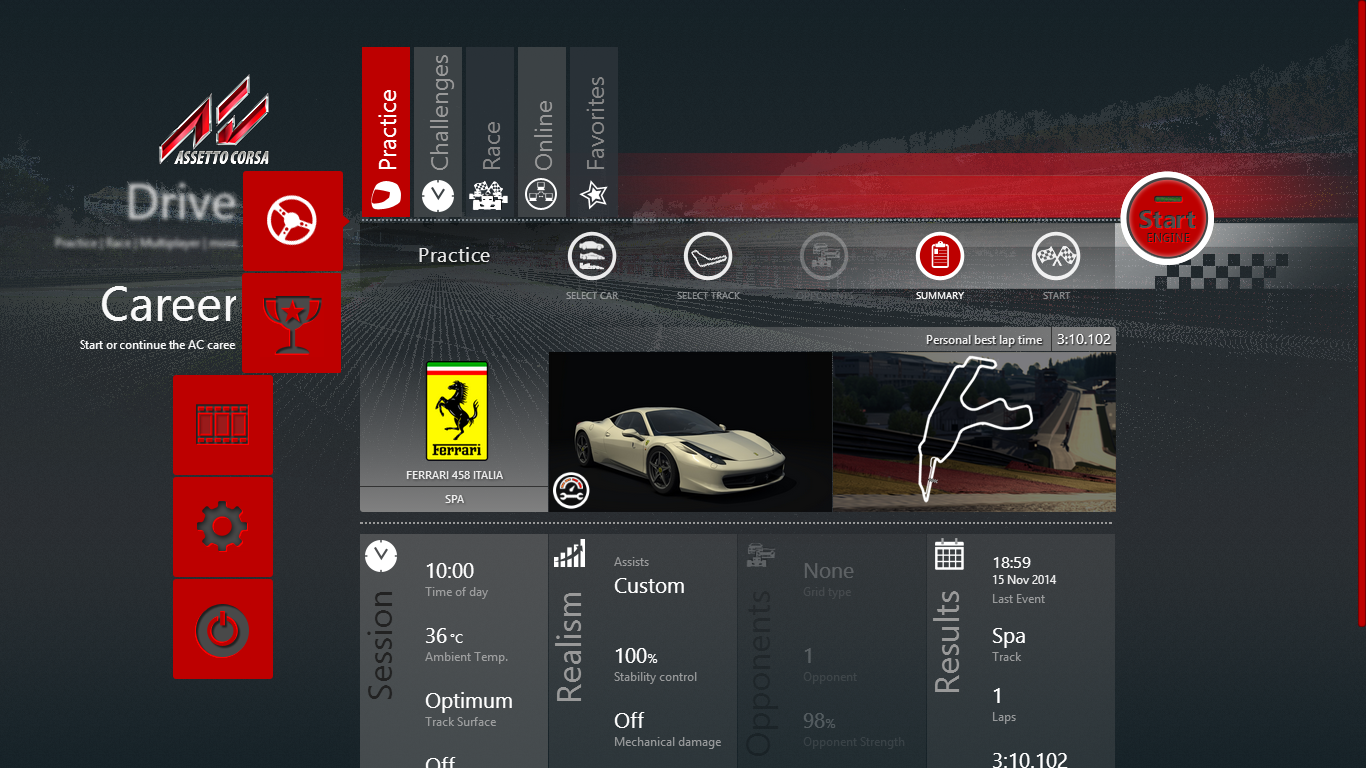 Practice
Challenges
Race
Online
Favorites
ASSETTO CORSA
Drive
Practice | Race | Multiplayer | more.
Start
ENGINE
Practice
SELECT CAR
SELECT TRACK
SUMMARY
START
Career
Start or continue the AC caree
Personal best lap time
3:10.102
Ferrari
FERRARI 458 ITALIA
SPA
Session
10:00
Time of day
36 °C
Ambient Temp.
Optimum
Track Surface
Off
Realism
Assists
Custom
100%
Stability control
Off
Mechanical damage
Opponents
None
Grid type
1
Opponent
98%
Opponent Strength
Results
18:59
15 Nov 2014
Last Event
Spa
Track
1
Laps
3:10.102